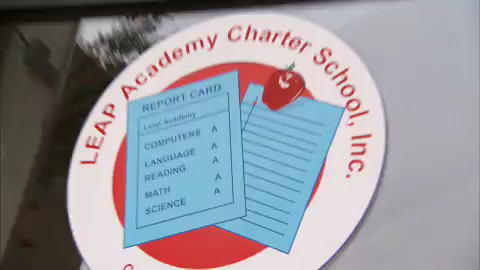 LEAP Academy Charter School, Inc.
REPORT CARD
Leap Academy
COMPUTERS A
LANGUAGE A
READING A
MATH A
SCIENCE A